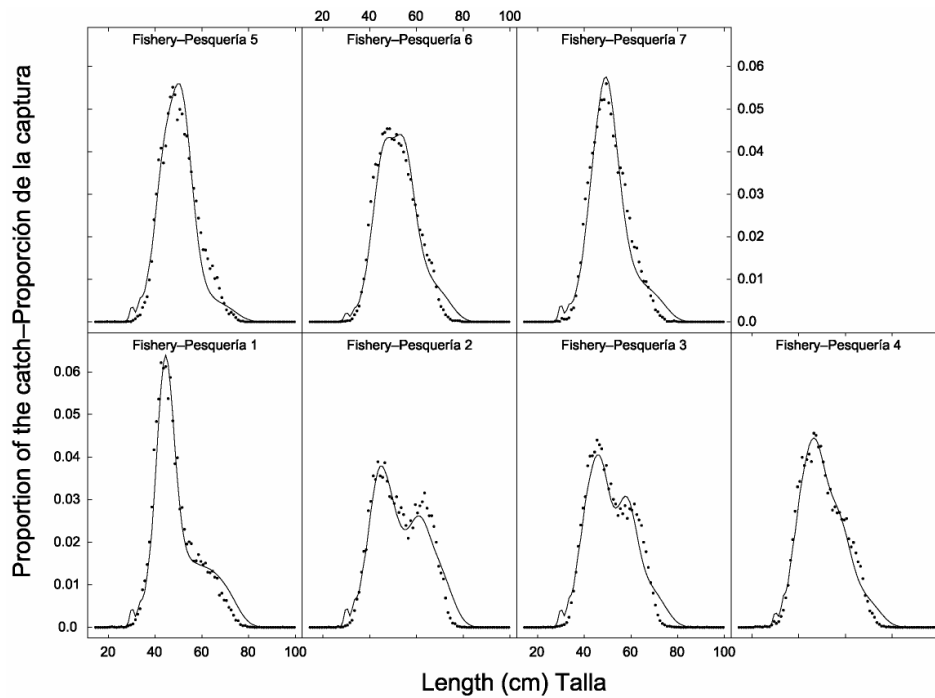 20 40 60 80 100
Fishery–Pesquería 5
Fishery–Pesquería 6
Fishery–Pesquería 7
0.06
0.05
0.04
0.03
0.02
0.01
0.0
Proportion of the catch–Proporción de la captura
Fishery–Pesquería 1
Fishery–Pesquería 2
Fishery–Pesquería 3
Fishery–Pesquería 4
0.06
0.05
0.04
0.03
0.02
0.01
0.0
20 40 60 80 100
20 40 60 80 100
Length (cm) Talla